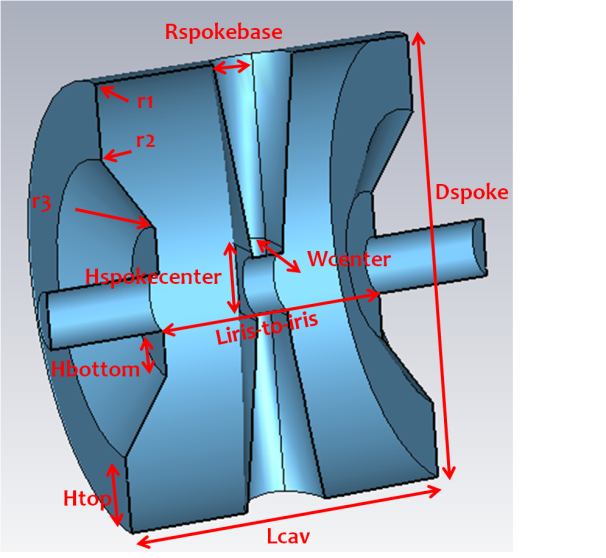 Rspokebase
r1
r2
r3
Dspoke
Wcenter
Hspokecenter
Liris-to-iris
Hbottom
Htop
Lcav